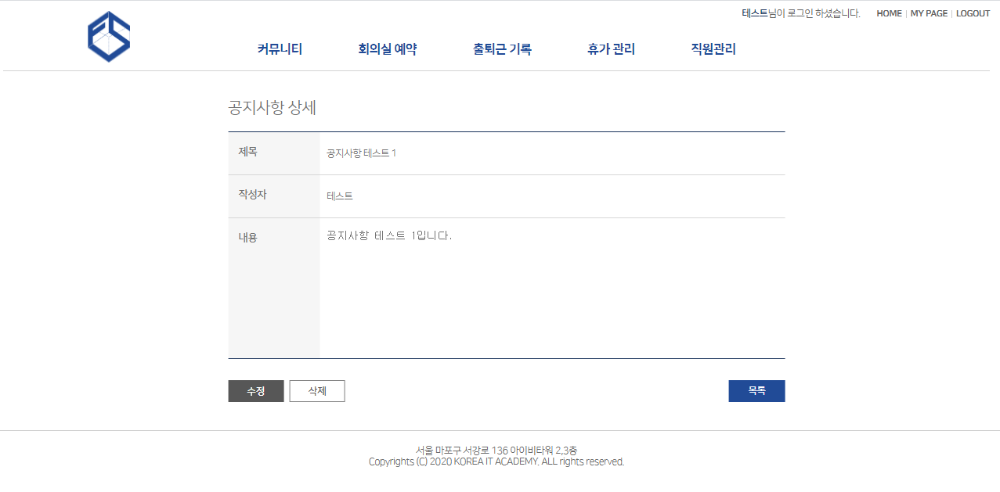 테스트님이 로그인 하셨습니다. HOME | MY PAGE | LOGOUT
커뮤니티 회의실 예약 출퇴근 기록 휴가 관리 직원관리
공지사항 상세
제목 공지사항 테스트 1
작성자 테스트
내용 공지사항 테스트 1입니다.
수정 삭제 목록
서울 마포구 서강로 136 아이비타워 2,3층
Copyrights (C) 2020 KOREA IT ACADEMY. ALL rights reserved.